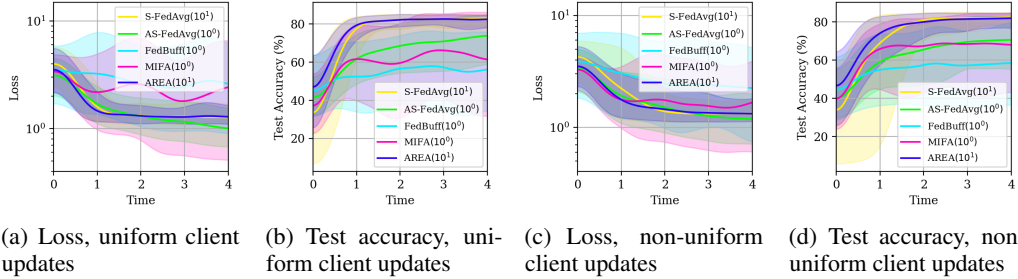 10¹
10⁰
Loss
0 1 2 3 4
Time
S-FedAvg(10¹)
AS-FedAvg(10⁰)
FedBuff(10⁰)
MIFA(10⁰)
AREA(10¹)
80
60
40
20
Test Accuracy (%)
0 1 2 3 4
Time
S-FedAvg(10¹)
AS-FedAvg(10⁰)
FedBuff(10⁰)
MIFA(10⁰)
AREA(10¹)
10¹
10⁰
Loss
0 1 2 3 4
Time
S-FedAvg(10¹)
AS-FedAvg(10⁰)
FedBuff(10⁰)
MIFA(10⁰)
AREA(10¹)
80
60
40
20
Test Accuracy (%)
0 1 2 3 4
Time
S-FedAvg(10¹)
AS-FedAvg(10⁰)
FedBuff(10⁰)
MIFA(10⁰)
AREA(10¹)
(a) Loss, uniform client
updates
(b) Test accuracy, uni-
form client updates
(c) Loss, non-uniform
client updates
(d) Test accuracy, non
uniform client updates